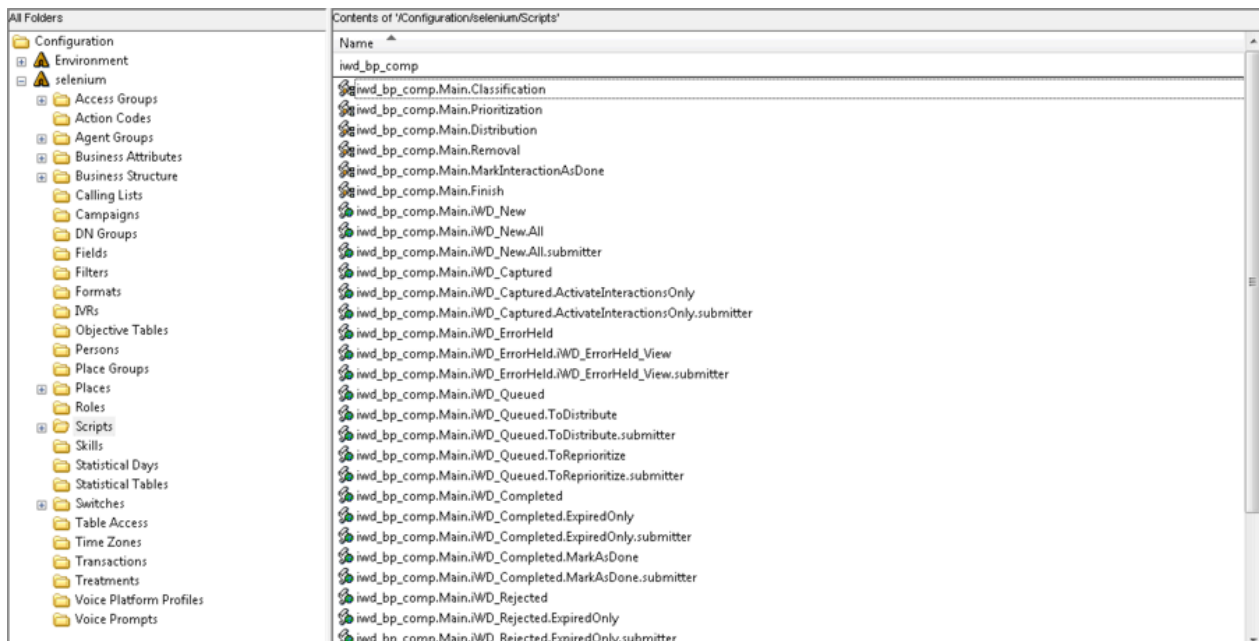 All Folders
Configuration
Environment
selenium
Access Groups
Action Codes
Agent Groups
Business Attributes
Business Structure
Calling Lists
Campaigns
DN Groups
Fields
Filters
Formats
IVRs
Objective Tables
Persons
Place Groups
Places
Roles
Scripts
Skills
Statistical Days
Statistical Tables
Switches
Table Access
Time Zones
Transactions
Treatments
Voice Platform Profiles
Voice Prompts
Contents of '/Configuration/selenium/Scripts'
Name
iwd_bp_comp
iwd_bp_comp.Main.Classification
iwd_bp_comp.Main.Prioritization
iwd_bp_comp.Main.Distribution
iwd_bp_comp.Main.Removal
iwd_bp_comp.Main.MarkInteractionAsDone
iwd_bp_comp.Main.Finish
iwd_bp_comp.Main.iWD_New
iwd_bp_comp.Main.iWD_New.All
iwd_bp_comp.Main.iWD_New.All.submitter
iwd_bp_comp.Main.iWD_Captured
iwd_bp_comp.Main.iWD_Captured.ActivateInteractionsOnly
iwd_bp_comp.Main.iWD_Captured.ActivateInteractionsOnly.submitter
iwd_bp_comp.Main.iWD_ErrorHeld
iwd_bp_comp.Main.iWD_ErrorHeld.iWD_ErrorHeld_View
iwd_bp_comp.Main.iWD_ErrorHeld.iWD_ErrorHeld_View.submitter
iwd_bp_comp.Main.iWD_Queued
iwd_bp_comp.Main.iWD_Queued.ToDistribute
iwd_bp_comp.Main.iWD_Queued.ToDistribute.submitter
iwd_bp_comp.Main.iWD_Queued.ToReprioritize
iwd_bp_comp.Main.iWD_Queued.ToReprioritize.submitter
iwd_bp_comp.Main.iWD_Completed
iwd_bp_comp.Main.iWD_Completed.ExpiredOnly
iwd_bp_comp.Main.iWD_Completed.ExpiredOnly.submitter
iwd_bp_comp.Main.iWD_Completed.MarkAsDone
iwd_bp_comp.Main.iWD_Completed.MarkAsDone.submitter
iwd_bp_comp.Main.iWD_Rejected
iwd_bp_comp.Main.iWD_Rejected.ExpiredOnly
iwd_bp_comp.Main.iWD_Rejected.ExpiredOnly.submitter